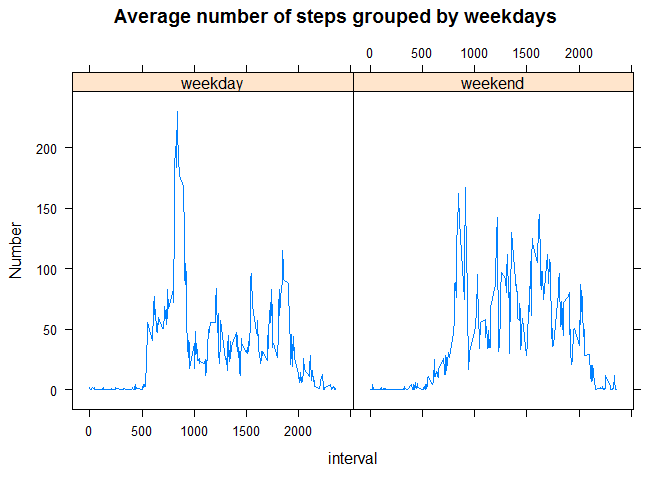 Average number of steps grouped by weekdays
0 500 1000 1500 2000
weekday weekend
200
150
100
50
0
Number
0 500 1000 1500 2000
interval